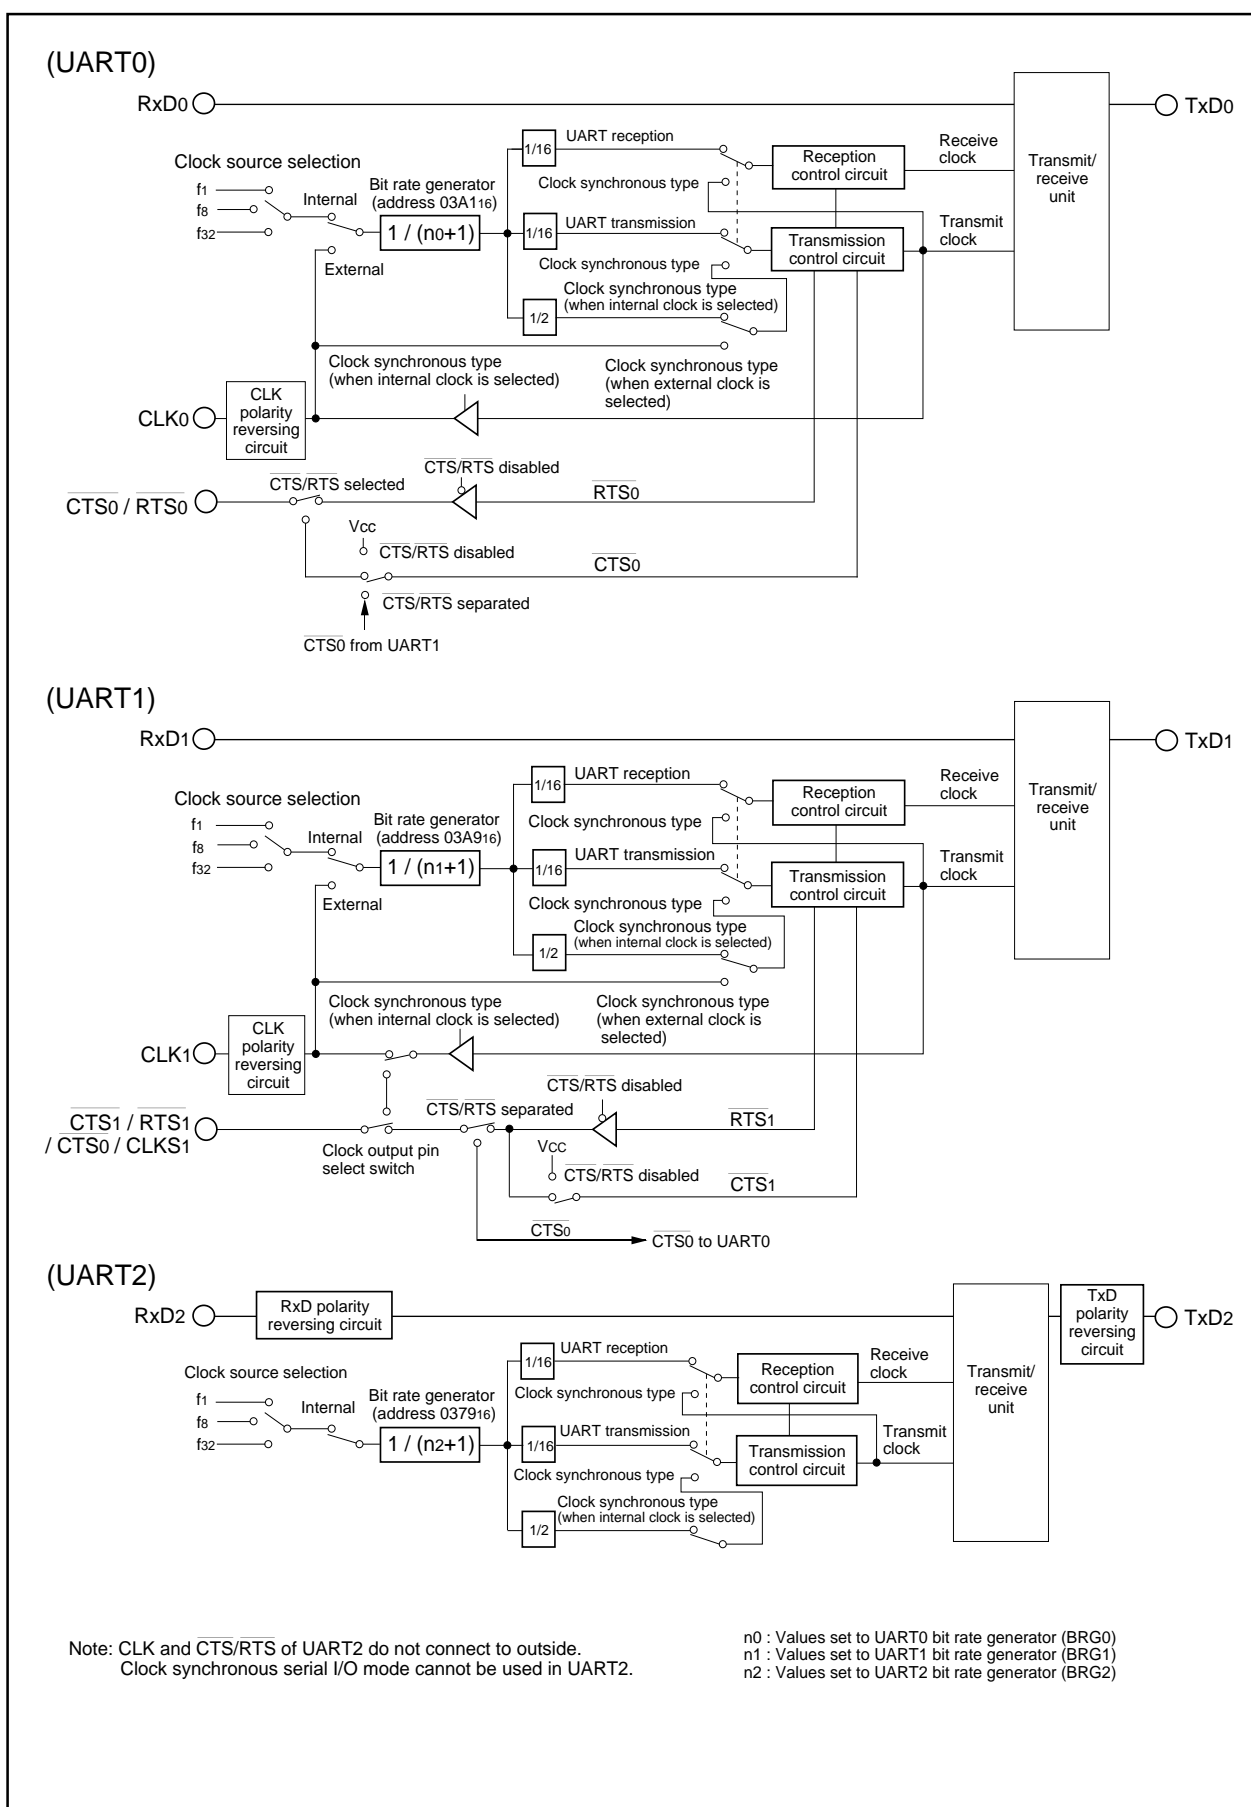 (UART0)
RxD0
TxD0
1/16
UART reception
Reception
control circuit
Receive
clock
Transmit/
receive
unit
Clock source selection
Clock synchronous type
f1
f8
f32
Internal
Bit rate generator
(address 03A116)
1 / (n0+1)
1/16
UART transmission
Transmission
control circuit
Transmit
clock
External
Clock synchronous type
Clock synchronous type
(when internal clock is selected)
1/2
Clock synchronous type
(when internal clock is selected)
Clock synchronous type
(when external clock is
selected)
CLK0
CLK
polarity
reversing
circuit
CTS/RTS disabled
CTS/RTS selected
CTS0 / RTS0
RTS0
Vcc
CTS/RTS disabled
CTS0
CTS/RTS separated
CTS0 from UART1
(UART1)
RxD1
TxD1
1/16
UART reception
Reception
control circuit
Receive
clock
Transmit/
receive
unit
Clock source selection
Clock synchronous type
f1
f8
f32
Internal
Bit rate generator
(address 03A916)
1 / (n1+1)
1/16
UART transmission
Transmission
control circuit
Transmit
clock
External
Clock synchronous type
Clock synchronous type
(when internal clock is selected)
1/2
Clock synchronous type
(when internal clock is selected)
Clock synchronous type
(when external clock is
selected)
CLK1
CLK
polarity
reversing
circuit
CTS/RTS disabled
CTS1 / RTS1
/ CTS0 / CLKS1
CTS/RTS separated
RTS1
Clock output pin
select switch
VCC
CTS/RTS disabled
CTS1
CTS0
CTS0 to UART0
(UART2)
RxD2
RxD polarity
reversing circuit
TxD
polarity
reversing
circuit
TxD2
1/16
UART reception
Reception
control circuit
Receive
clock
Transmit/
receive
unit
Clock source selection
Clock synchronous type
f1
f8
f32
Internal
Bit rate generator
(address 037916)
1 / (n2+1)
1/16
UART transmission
Transmission
control circuit
Transmit
clock
Clock synchronous type
Clock synchronous type
(when internal clock is selected)
1/2
Note: CLK and CTS/RTS of UART2 do not connect to outside.
Clock synchronous serial I/O mode cannot be used in UART2.
n0 : Values set to UART0 bit rate generator (BRG0)
n1 : Values set to UART1 bit rate generator (BRG1)
n2 : Values set to UART2 bit rate generator (BRG2)